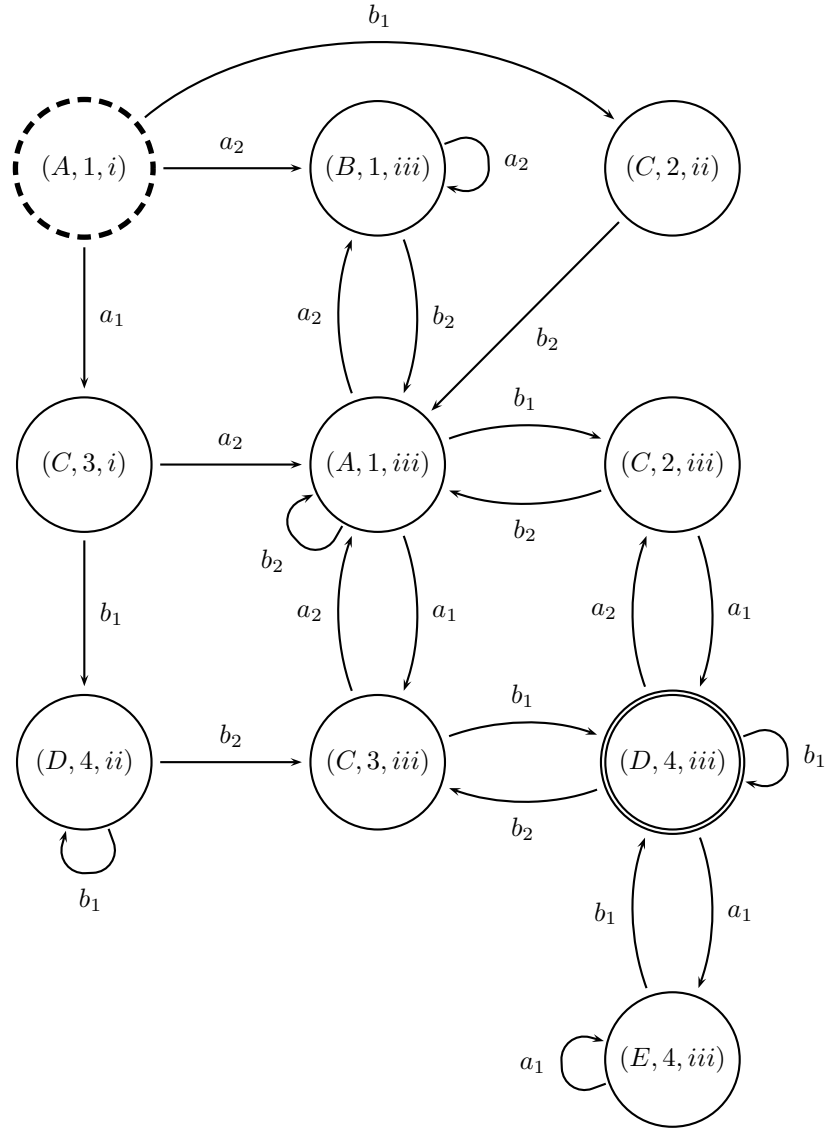 b₁
(A, 1, i) a₂ (B, 1, iii) a₂ (C, 2, ii)
a₁ a₂ b₂ b₂
b₁
(C, 3, i) a₂ (A, 1, iii) (C, 2, iii)
b₂ b₂
b₁ a₂ a₁ a₂ a₁
b₁
(D, 4, ii) b₂ (C, 3, iii) (D, 4, iii) b₁
b₂
b₁ b₁ a₁
a₁ (E, 4, iii)